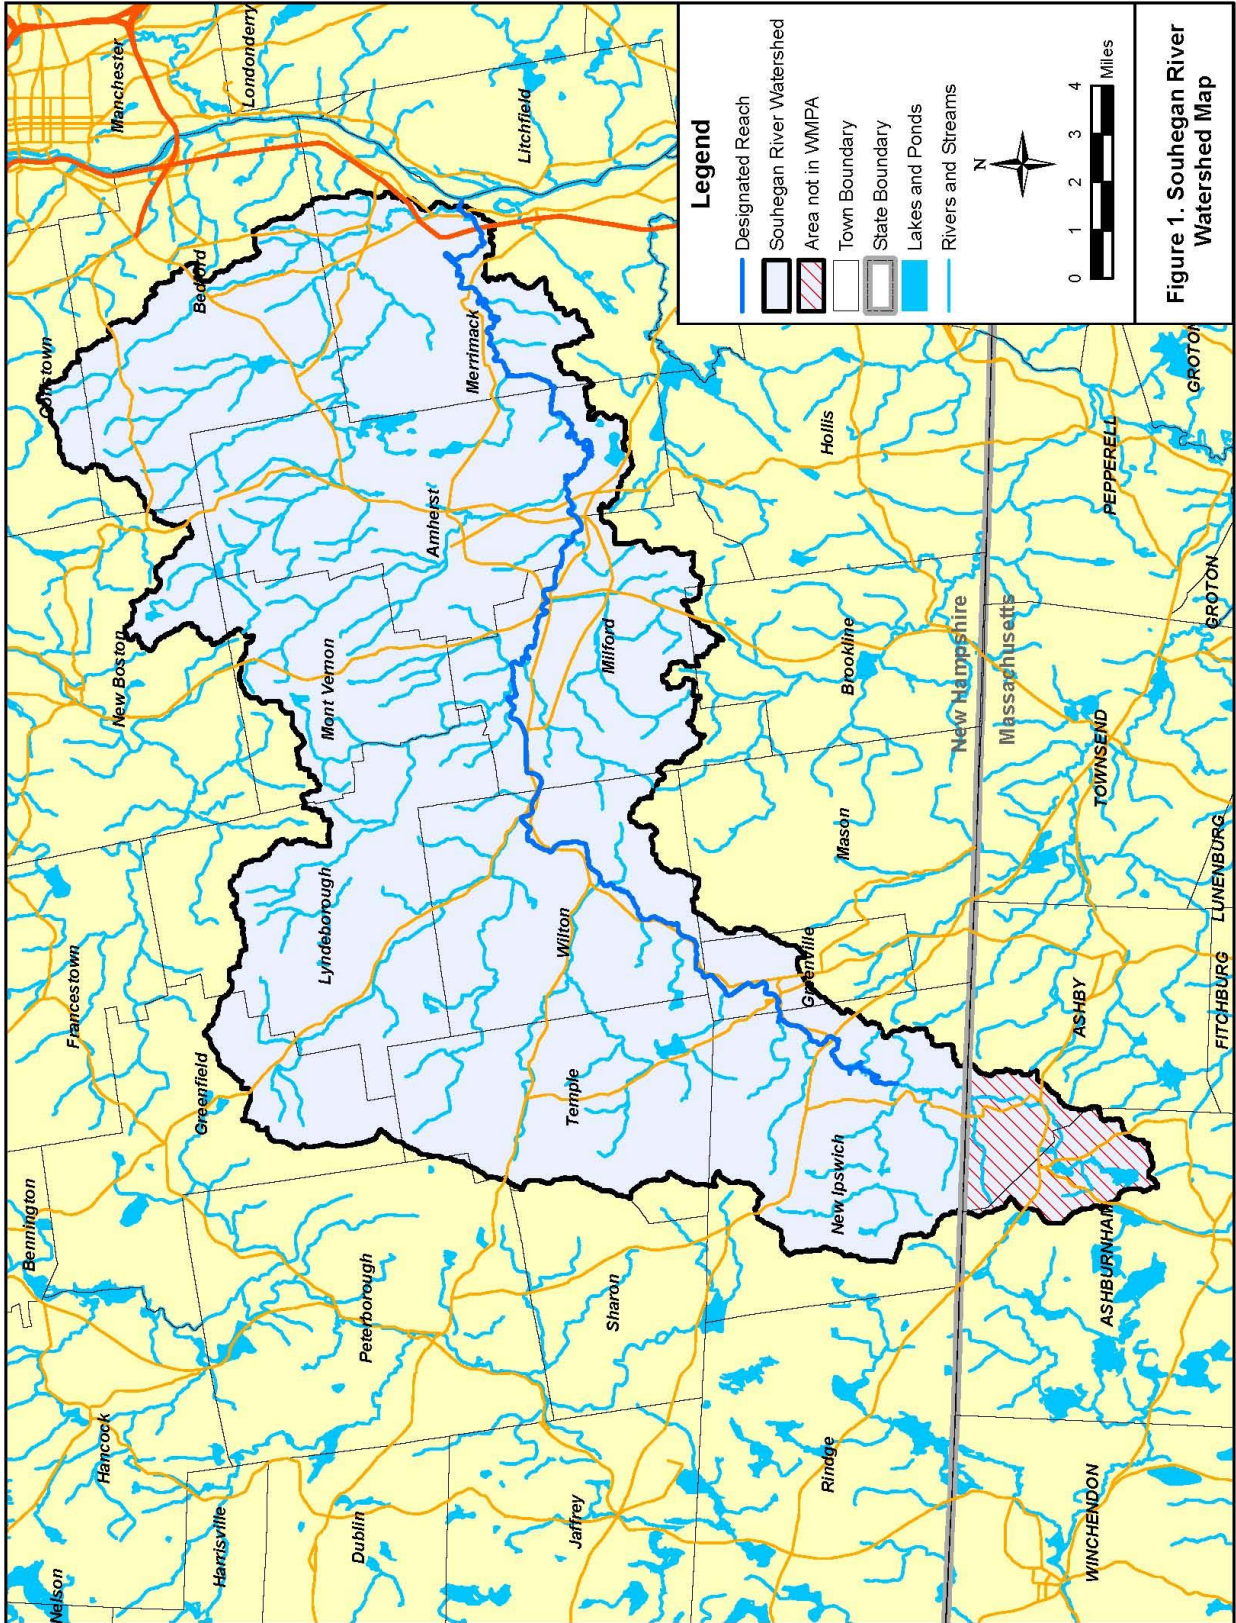 Nelson
Hancock
Bennington
Francestown
New Boston
Goffstown
Manchester
Harrisville
Greenfield
Bedford
Londonderry
Dublin
Peterborough
Lyndeborough
Mont Vernon
Amherst
Merrimack
Litchfield
Jaffrey
Sharon
Temple
Wilton
Milford
Rindge
New Ipswich
Greenville
Mason
Brookline
Hollis
New Hampshire
Massachusetts
WINCHENDON
ASHBURNHAM
ASHBY
TOWNSEND
PEPPERELL
FITCHBURG
LUNENBURG
GROTON
GROTON
Legend
Designated Reach
Souhegan River Watershed
Area not in WMPA
Town Boundary
State Boundary
Lakes and Ponds
Rivers and Streams
N
0 1 2 3 4
Miles
Figure 1. Souhegan River
Watershed Map